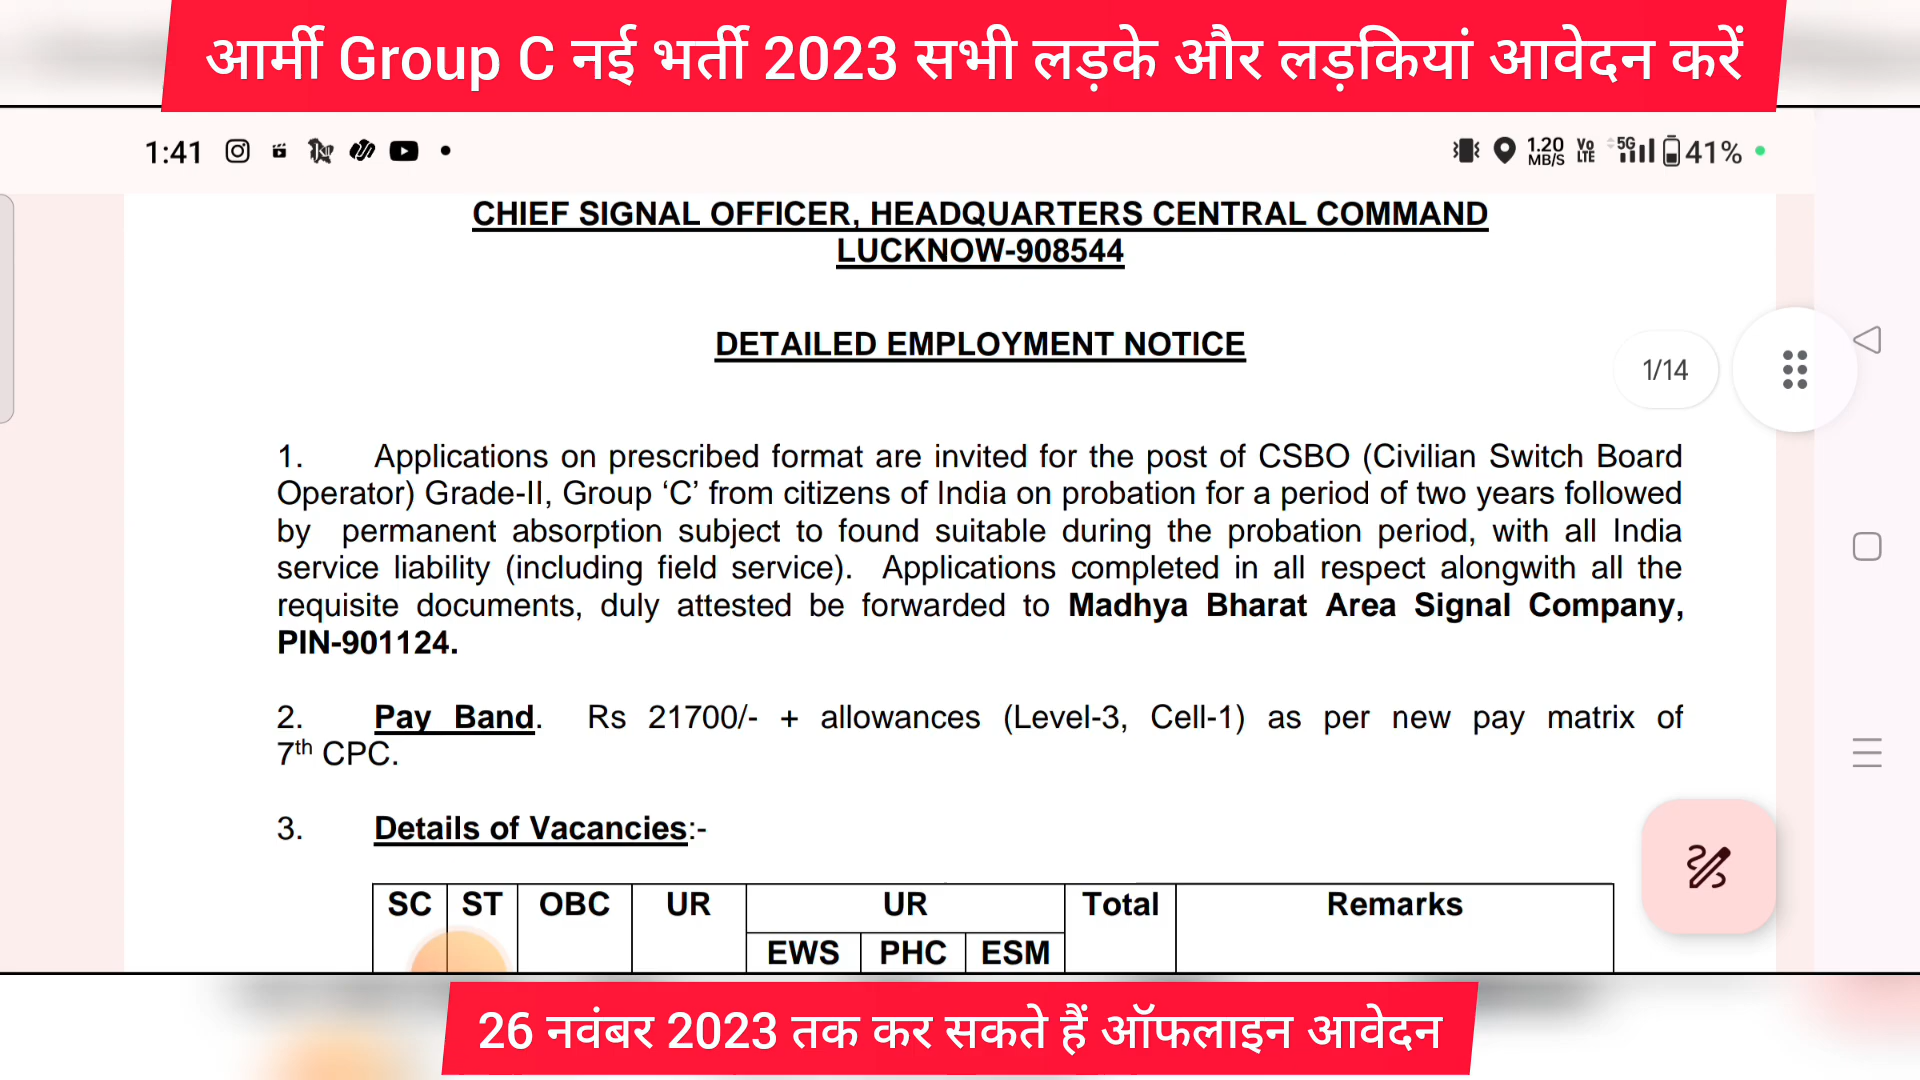 आर्मी Group C नई भर्ती 2023 सभी लड़के और लड़कियां आवेदन करें
1:41
1.20 MB/S Vo LTE 5G 41%
CHIEF SIGNAL OFFICER, HEADQUARTERS CENTRAL COMMAND
LUCKNOW-908544
DETAILED EMPLOYMENT NOTICE
1/14
1. Applications on prescribed format are invited for the post of CSBO (Civilian Switch Board
Operator) Grade-II, Group ‘C’ from citizens of India on probation for a period of two years followed
by permanent absorption subject to found suitable during the probation period, with all India
service liability (including field service). Applications completed in all respect alongwith all the
requisite documents, duly attested be forwarded to Madhya Bharat Area Signal Company,
PIN-901124.
2. Pay Band. Rs 21700/- + allowances (Level-3, Cell-1) as per new pay matrix of
7th CPC.
3. Details of Vacancies:-
SC ST OBC UR UR Total Remarks
EWS PHC ESM
26 नवंबर 2023 तक कर सकते हैं ऑफलाइन आवेदन